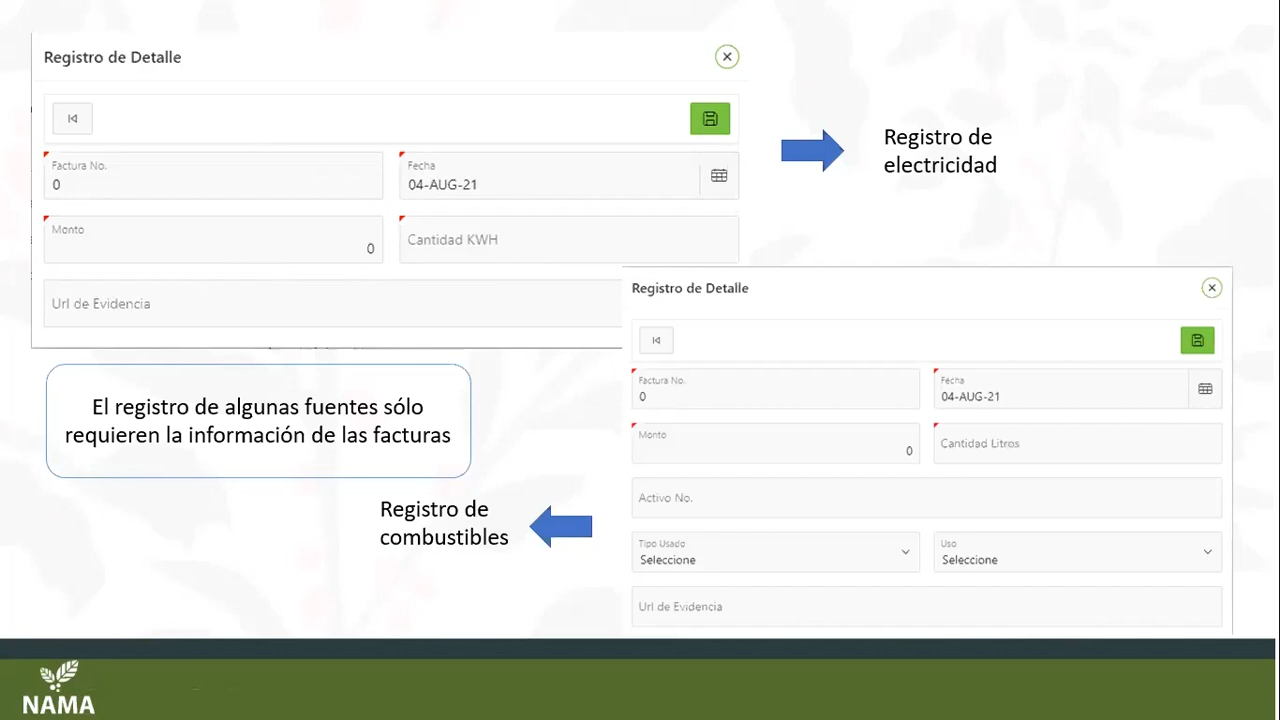 Registro de Detalle
Factura No.
0
Fecha
04-AUG-21
Monto
0
Cantidad KWH
Url de Evidencia
Registro de
electricidad
El registro de algunas fuentes sólo
requieren la información de las facturas
Registro de
combustibles
Registro de Detalle
Factura No.
0
Fecha
04-AUG-21
Monto
0
Cantidad Litros
Activo No.
Tipo Usado
Seleccione
Uso
Seleccione
Url de Evidencia
NAMA